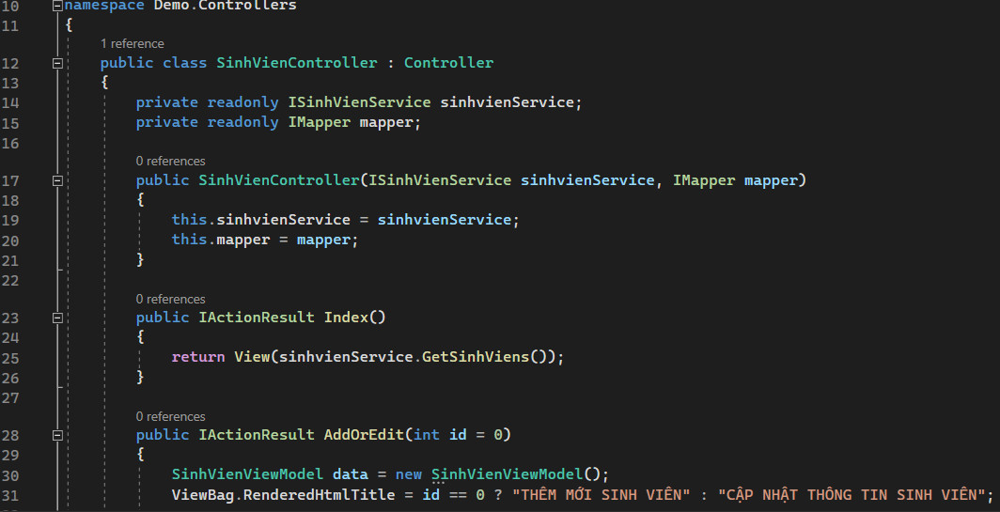 10 namespace Demo.Controllers
11 {
1 reference
12 public class SinhVienController : Controller
13 {
14 private readonly ISinhVienService sinhvienService;
15 private readonly IMapper mapper;
16
0 references
17 public SinhVienController(ISinhVienService sinhvienService, IMapper mapper)
18 {
19 this.sinhvienService = sinhvienService;
20 this.mapper = mapper;
21 }
22
0 references
23 public IActionResult Index()
24 {
25 return View(sinhvienService.GetSinhViens());
26 }
27
0 references
28 public IActionResult AddOrEdit(int id = 0)
29 {
30 SinhVienViewModel data = new SinhVienViewModel();
31 ViewBag.RenderedHtmlTitle = id == 0 ? "THÊM MỚI SINH VIÊN" : "CẬP NHẬT THÔNG TIN SINH VIÊN";